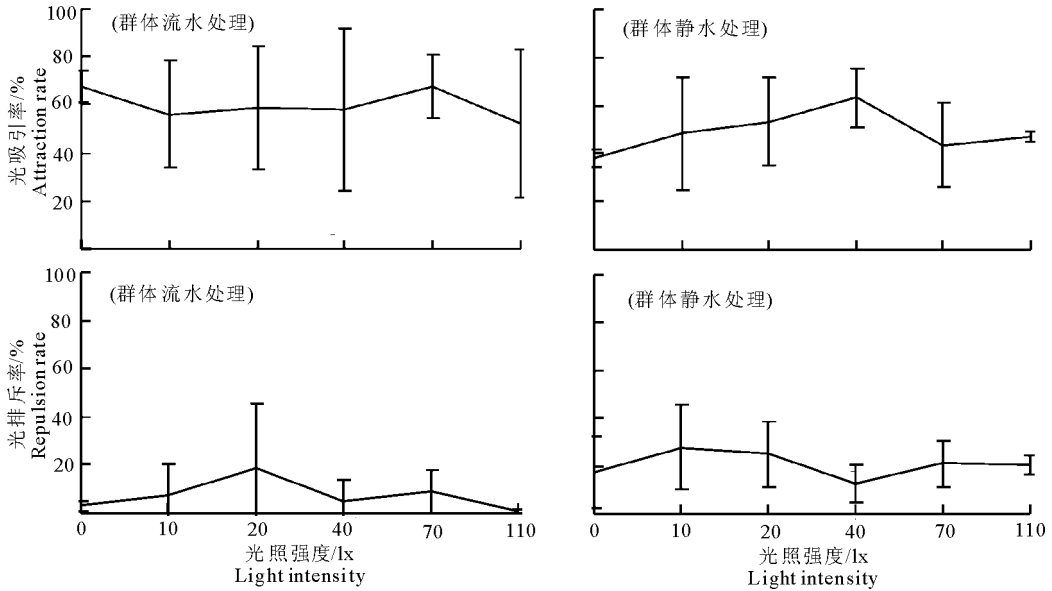 (群体流水处理)
100
80
60
40
20
光吸引率/%
Attraction rate
(群体静水处理)
(群体流水处理)
100
80
60
40
20
光排斥率/%
Repulsion rate
0 10 20 40 70 110
光照强度/lx
Light intensity
(群体静水处理)
0 10 20 40 70 110
光照强度/lx
Light intensity